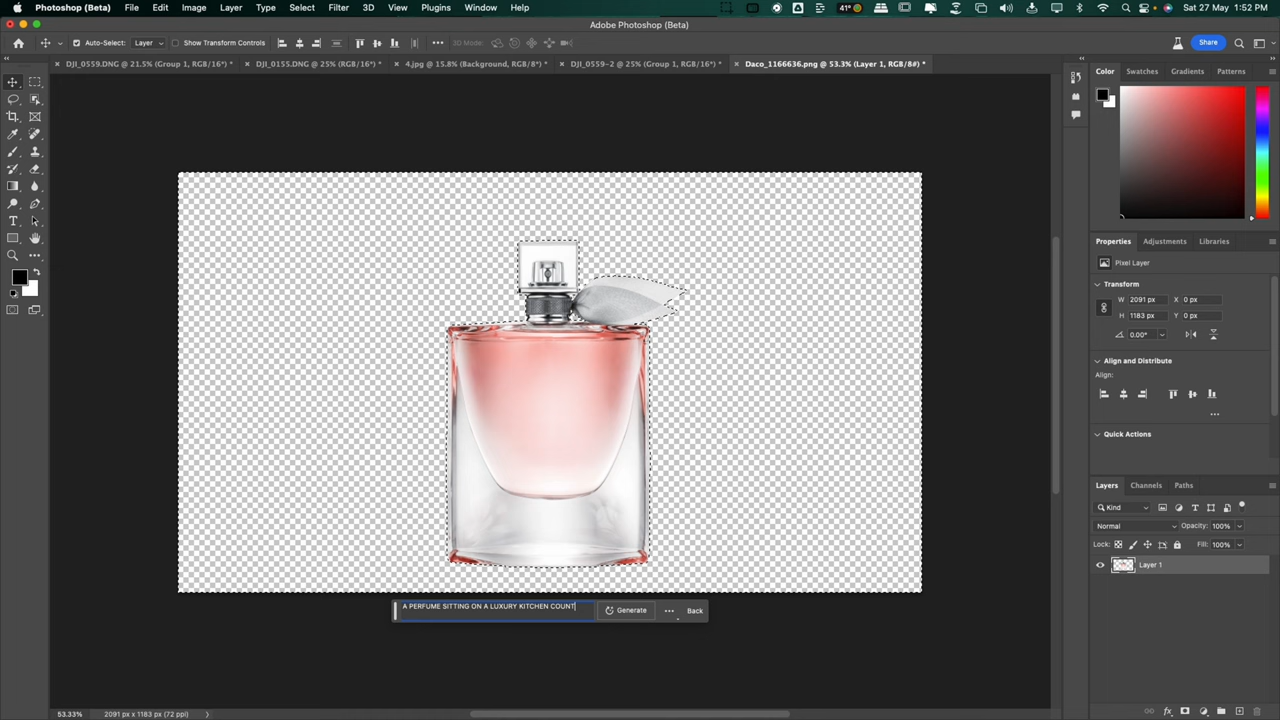 Photoshop (Beta) File Edit Image Layer Type Select Filter 3D View Plugins Window Help 41° Sat 27 May 1:52 PM
Adobe Photoshop (Beta)
Auto-Select: Layer Show Transform Controls 3D Mode: Share
DJI_0559.DNG @ 21.5% (Group 1, RGB/16*) * DJI_0155.DNG @ 25% (RGB/16*) * 4.jpg @ 15.8% (Background, RGB/8*) * DJI_0559-2 @ 25% (Group 1, RGB/16*) * Daco_1166636.png @ 53.3% (Layer 1, RGB/8#) *
Color Swatches Gradients Patterns
Properties Adjustments Libraries
Pixel Layer
Transform
W 2091 px X 0 px
H 1183 px Y 0 px
0.00°
Align and Distribute
Align:
Quick Actions
Layers Channels Paths
Kind
Normal Opacity: 100%
Lock: Fill: 100%
Layer 1
A PERFUME SITTING ON A LUXURY KITCHEN COUNT Generate Back
53.33% 2091 px x 1183 px (72 ppi)